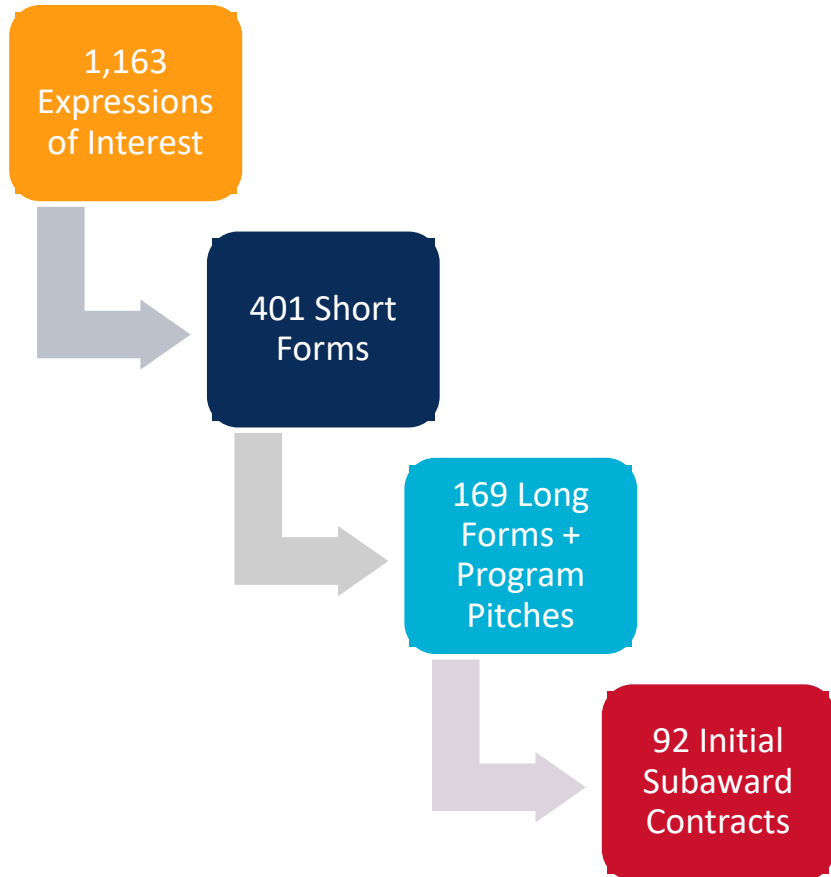 1,163
Expressions
of Interest
401 Short
Forms
169 Long
Forms +
Program
Pitches
92 Initial
Subaward
Contracts